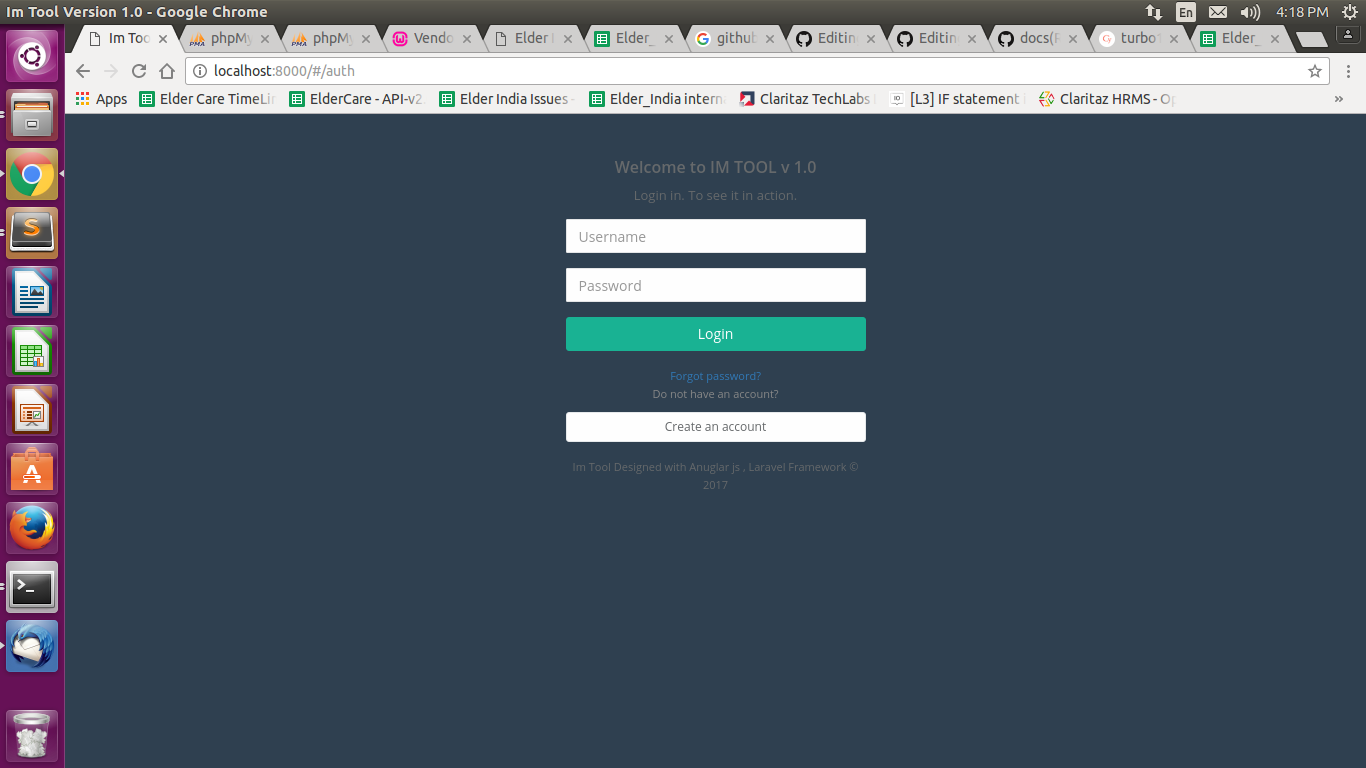 Im Tool Version 1.0 - Google Chrome
En
4:18 PM
Im Too
phpMy
phpMy
Vendo
Elder
Elder_
github
Editin
Editin
docs(
turbo
Elder_
localhost:8000/#/auth
Apps
Elder Care TimeLin
ElderCare - API-v2.
Elder India Issues -
Elder_India intern
Claritaz TechLabs
[L3] IF statement
Claritaz HRMS - Op
»
Welcome to IM TOOL v 1.0
Login in. To see it in action.
Username
Password
Login
Forgot password?
Do not have an account?
Create an account
Im Tool Designed with Anuglar js , Laravel Framework ©
2017